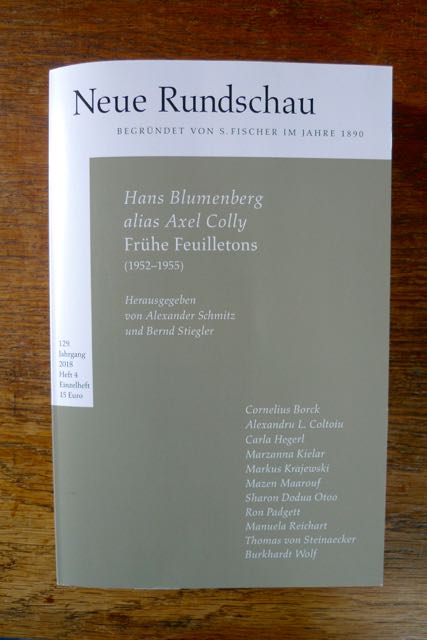 Neue Rundschau
BEGRÜNDET VON S. FISCHER IM JAHRE 1890
Hans Blumenberg
alias Axel Colly
Frühe Feuilletons
(1952–1955)
Herausgegeben
von Alexander Schmitz
und Bernd Stiegler
129.
Jahrgang
2018
Heft 4
Einzelheft
15 Euro
Cornelius Borck
Alexandru L. Coltoiu
Carla Hegerl
Marzanna Kielar
Markus Krajewski
Mazen Maarouf
Sharon Dodua Otoo
Ron Padgett
Manuela Reichart
Thomas von Steinaecker
Burkhardt Wolf